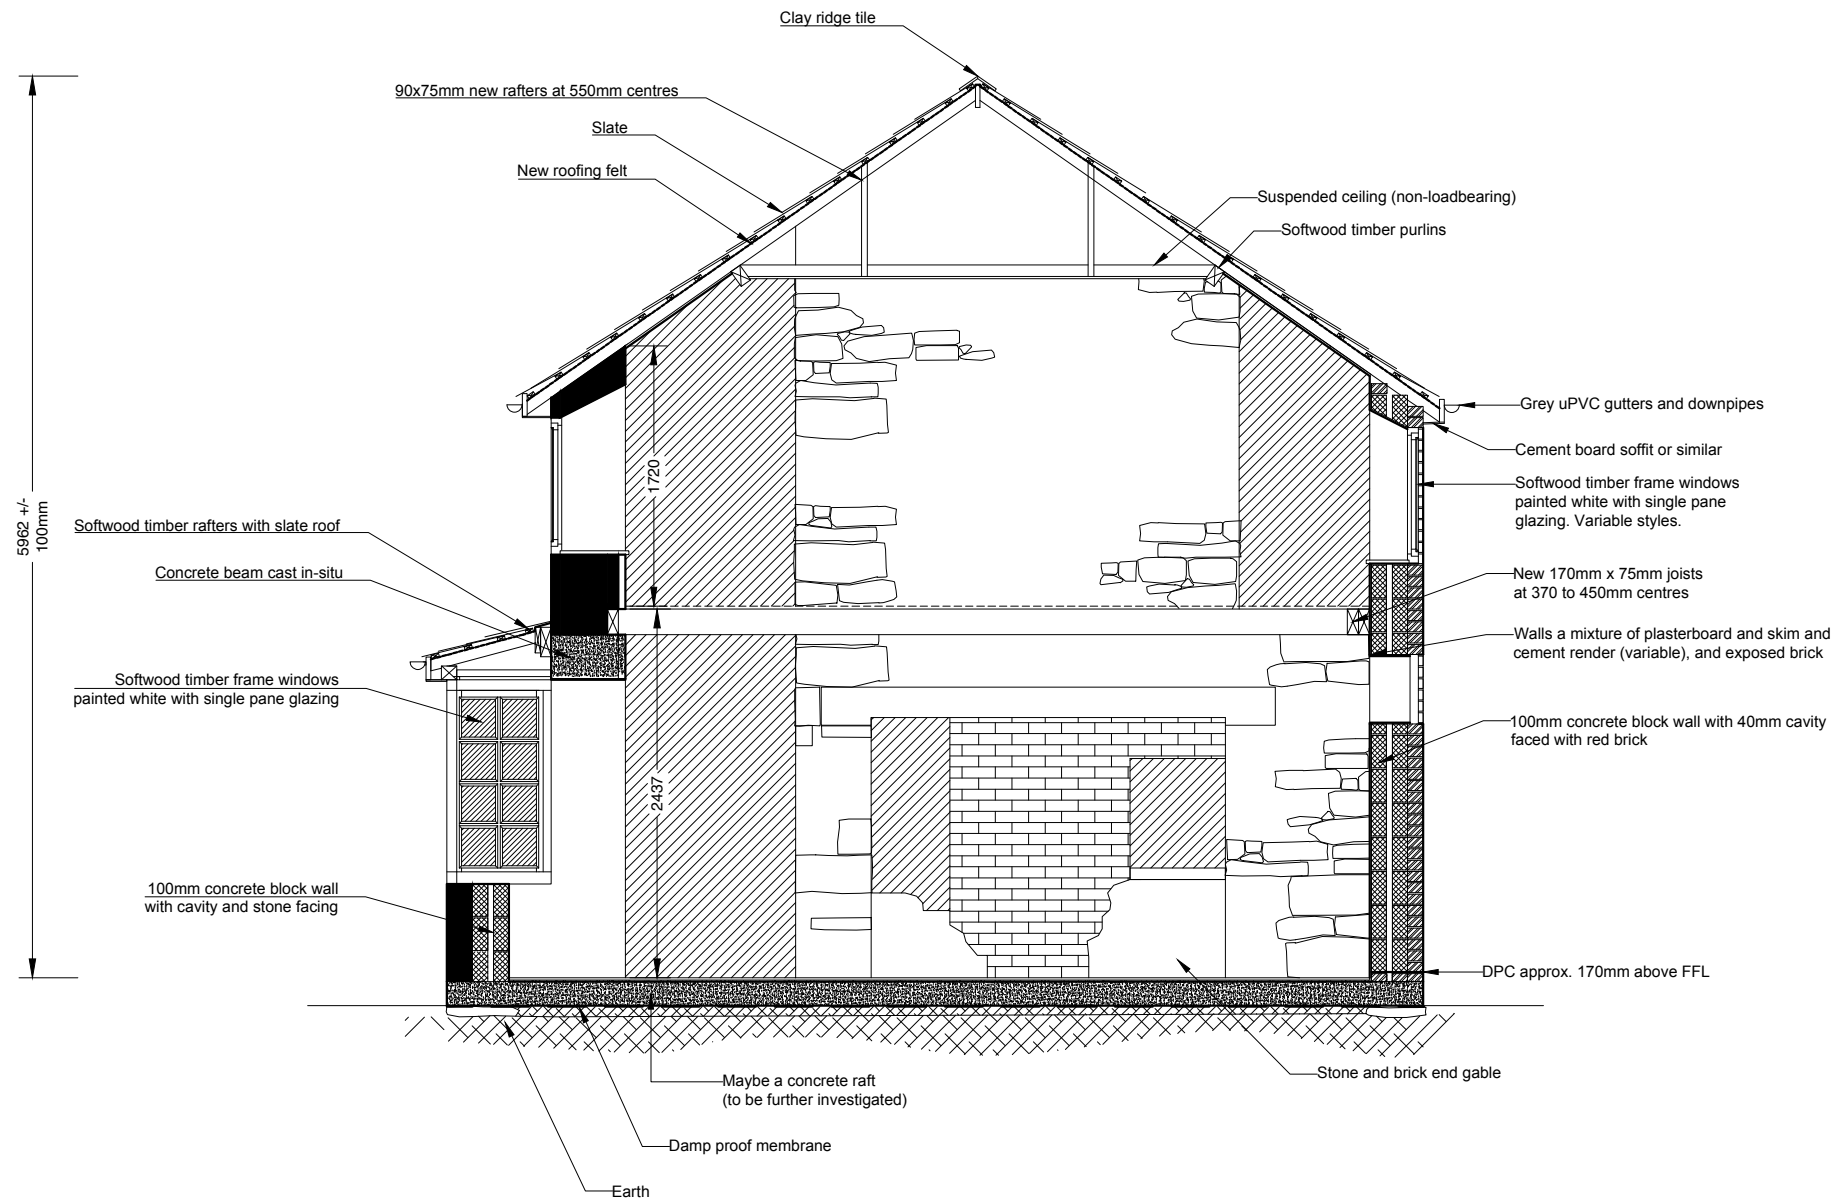 Clay ridge tile
90x75mm new rafters at 550mm centres
Slate
New roofing felt
Suspended ceiling (non-loadbearing)
Softwood timber purlins
Grey uPVC gutters and downpipes
Cement board soffit or similar
Softwood timber frame windows
painted white with single pane
glazing. Variable styles.
1720
5962 +/-
100mm
Softwood timber rafters with slate roof
Concrete beam cast in-situ
New 170mm x 75mm joists
at 370 to 450mm centres
Walls a mixture of plasterboard and skim and
cement render (variable), and exposed brick
Softwood timber frame windows
painted white with single pane glazing
100mm concrete block wall with 40mm cavity
faced with red brick
2437
100mm concrete block wall
with cavity and stone facing
DPC approx. 170mm above FFL
Stone and brick end gable
Maybe a concrete raft
(to be further investigated)
Damp proof membrane
Earth